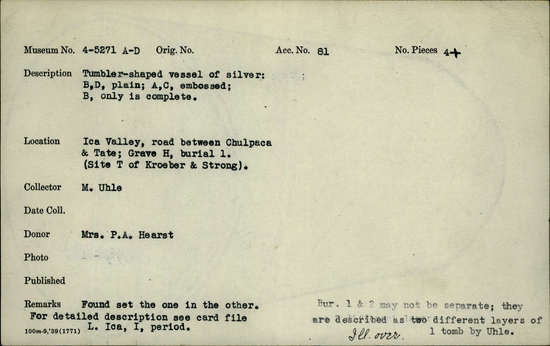 Museum No. 4-5271 A-D Orig. No. Acc. No. 81 No. Pieces 4+
Description Tumbler-shaped vessel of silver:
B,D, plain; A,C, embossed;
B, only is complete.
Location Ica Valley, road between Chulpaca
& Tate; Grave H, burial 1.
(Site T of Kroeber & Strong).
Collector M. Uhle
Date Coll.
Donor Mrs. P.A. Hearst
Photo
Published
Remarks Found set the one in the other.
For detailed description see card file
L. Ica, I, period.
100m-9,'39(1771)
Bur. 1 & 2 may not be separate; they
are described as two different layers of
1 tomb by Uhle.
Ill. over.